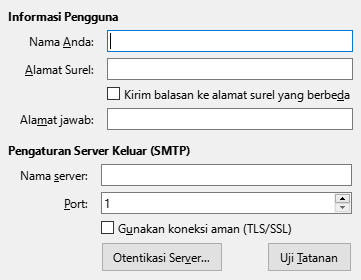 Informasi Pengguna
Nama Anda:
Alamat Surel:
Kirim balasan ke alamat surel yang berbeda
Alamat jawab:
Pengaturan Server Keluar (SMTP)
Nama server:
Port: 1
Gunakan koneksi aman (TLS/SSL)
Otentikasi Server... Uji Tatanan